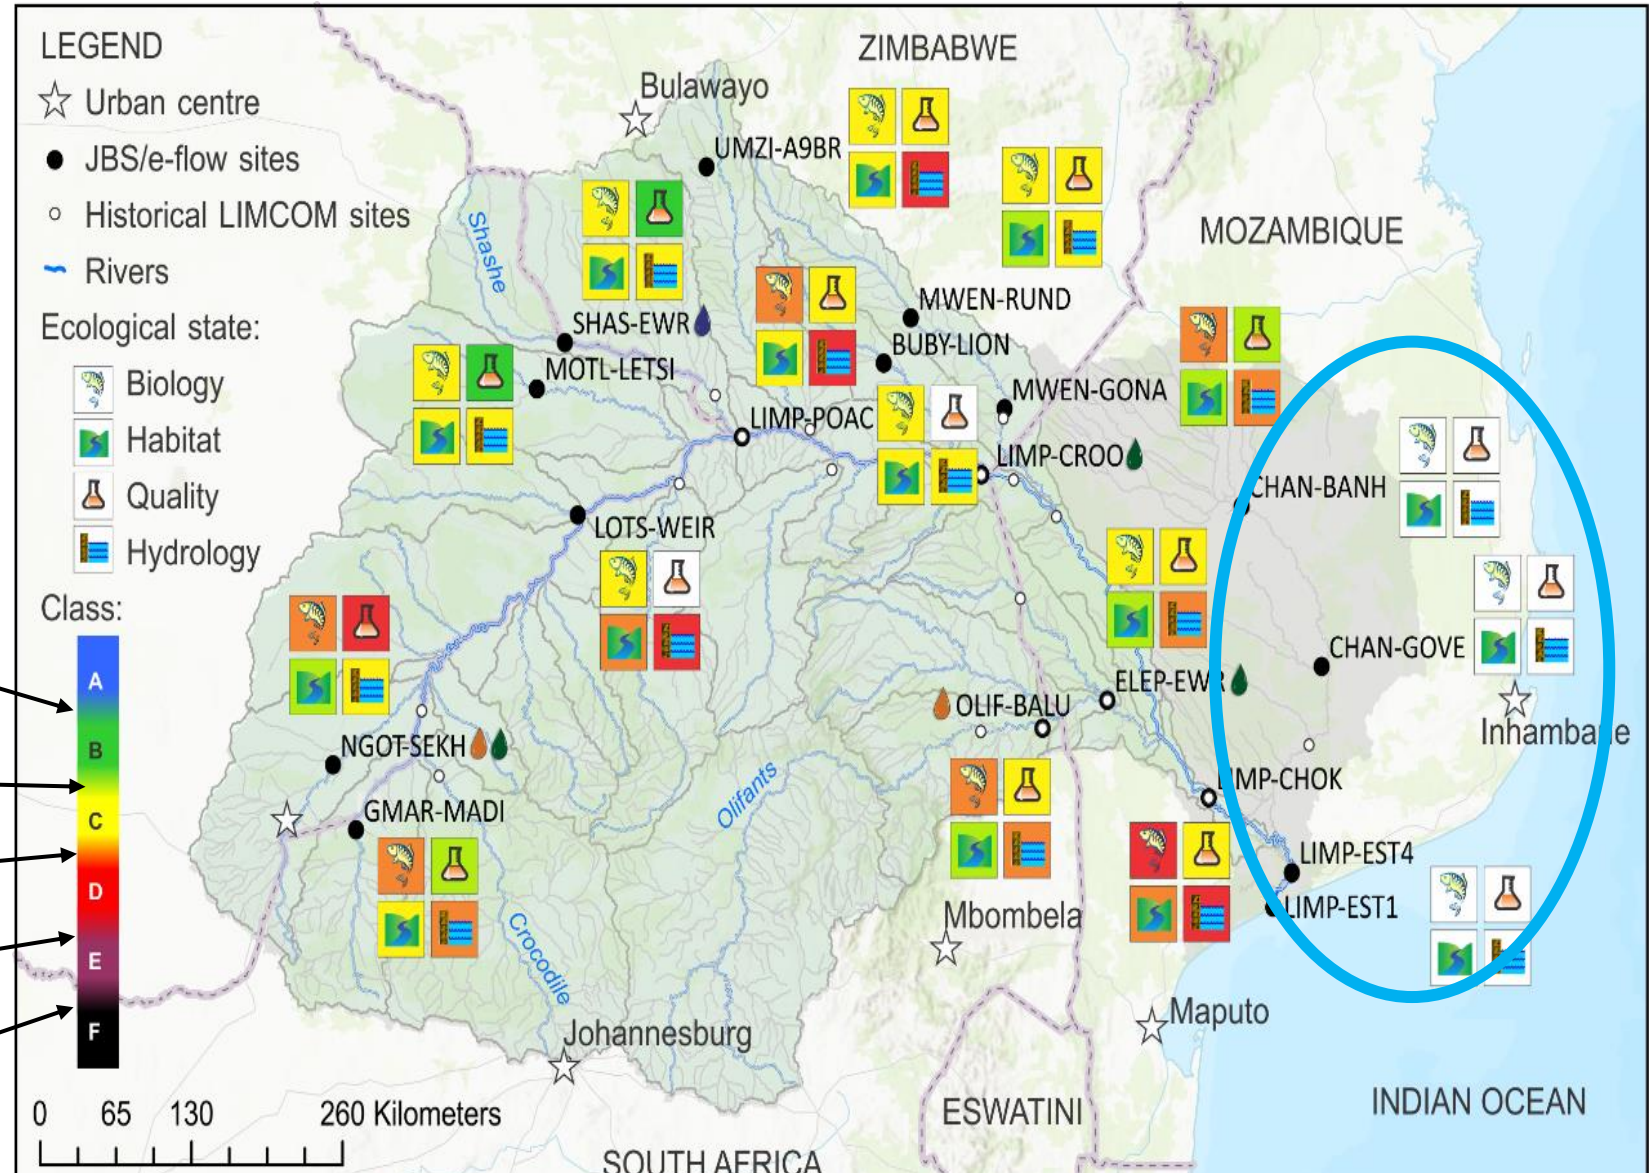 LEGEND
Urban centre
JBS/e-flow sites
Historical LIMCOM sites
Rivers
Ecological state:
Biology
Habitat
Quality
Hydrology
Class:
A
B
C
D
E
F
0 65 130 260 Kilometers
ZIMBABWE
Bulawayo
UMZI-A9BR
MOZAMBIQUE
Shashe
MWEN-RUND
SHAS-EWR
BUBY-LION
MOTL-LETSI
MWEN-GONA
LIMP-POAC
LIMP-CROO
CHAN-BANH
LOTS-WEIR
CHAN-GOVE
ELEP-EWR
OLIF-BALU
Inhambane
NGOT-SEKH
LIMP-CHOK
Olifants
GMAR-MADI
LIMP-EST4
LIMP-EST1
Mbombela
Crocodile
Maputo
Johannesburg
ESWATINI
INDIAN OCEAN
SOUTH AFRICA